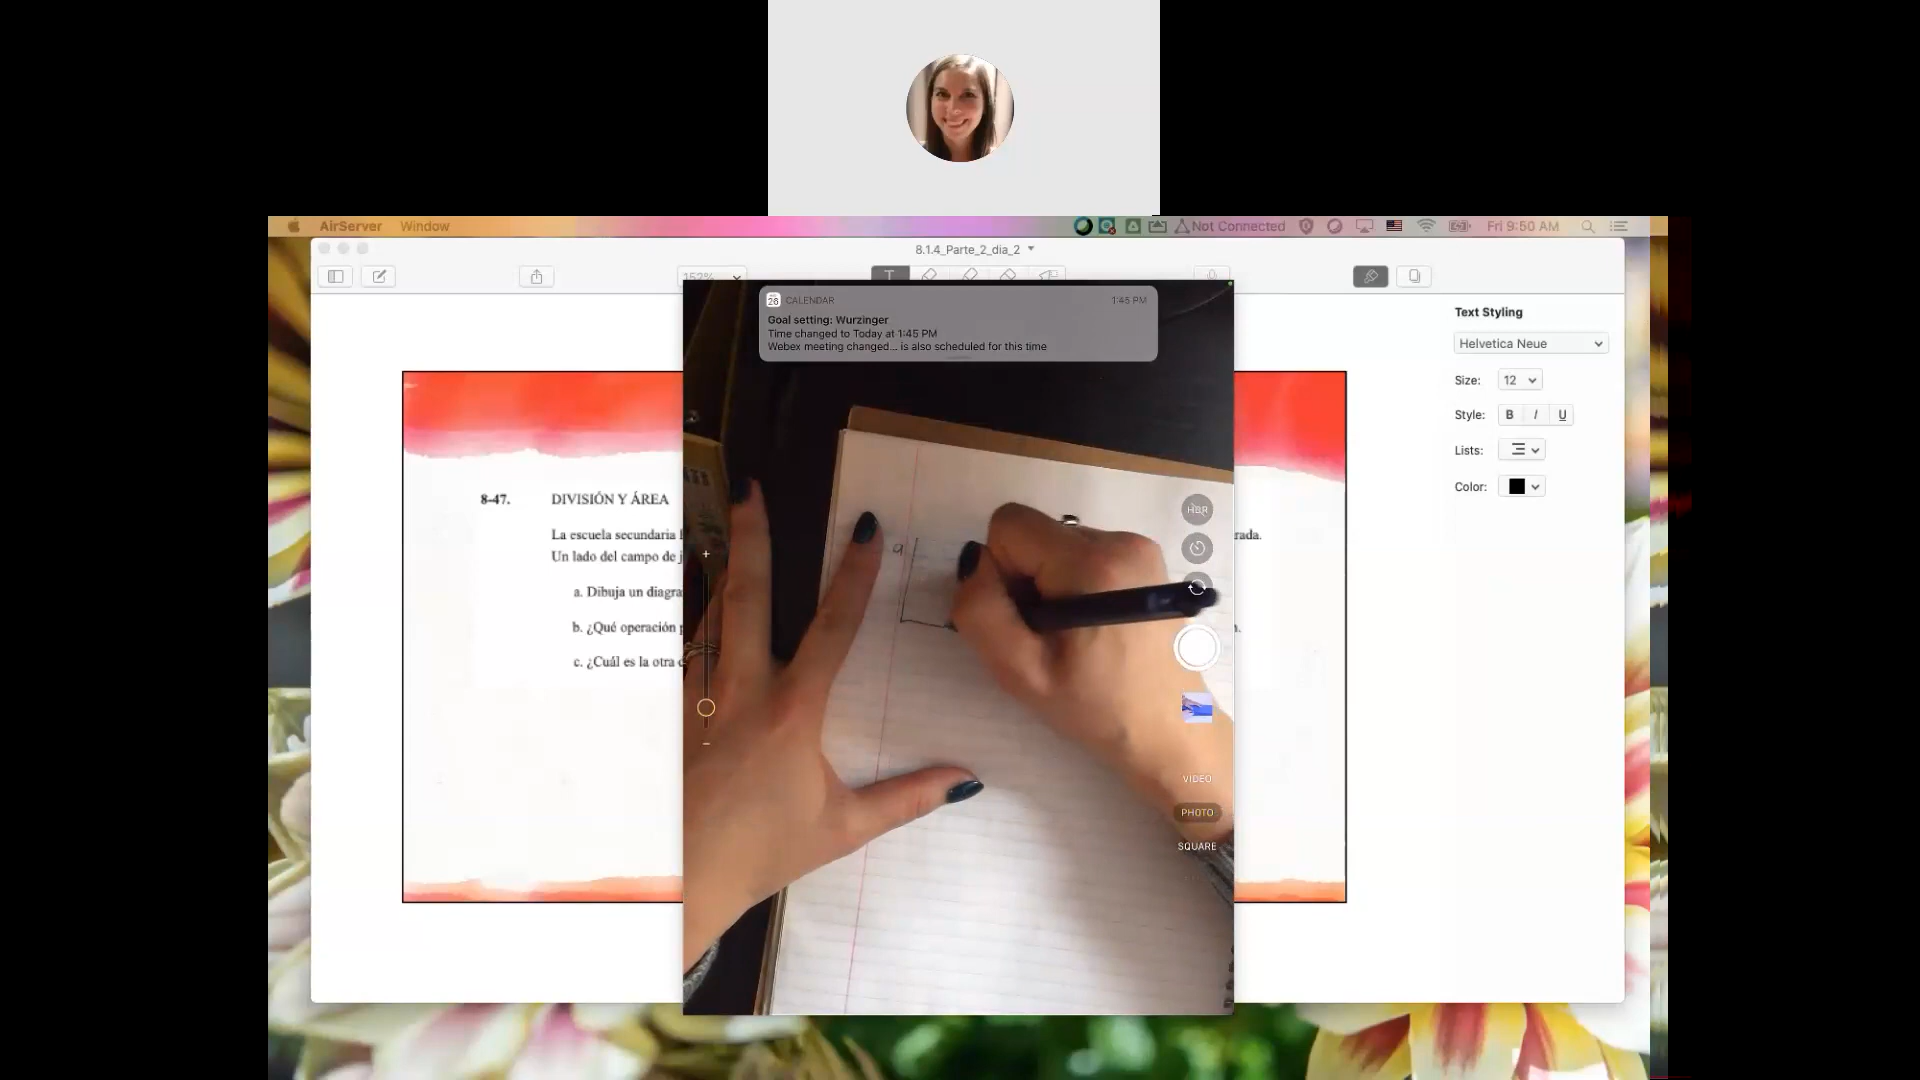 AirServer Window Not Connected Fri 9:50 AM
8.1.4_Parte_2_dia_2
152%
T
26 CALENDAR 1:45 PM
Goal setting: Wurzinger
Time changed to Today at 1:45 PM
Webex meeting changed... is also scheduled for this time
Text Styling
Helvetica Neue
Size: 12
Style: B I U
Lists:
Color:
8-47. DIVISIÓN Y ÁREA
La escuela secundaria
Un lado del campo de
a. Dibuja un
b. ¿Qué operación
c. ¿Cuál es la otra
a
HDR
+
−
VIDEO
PHOTO
SQUARE